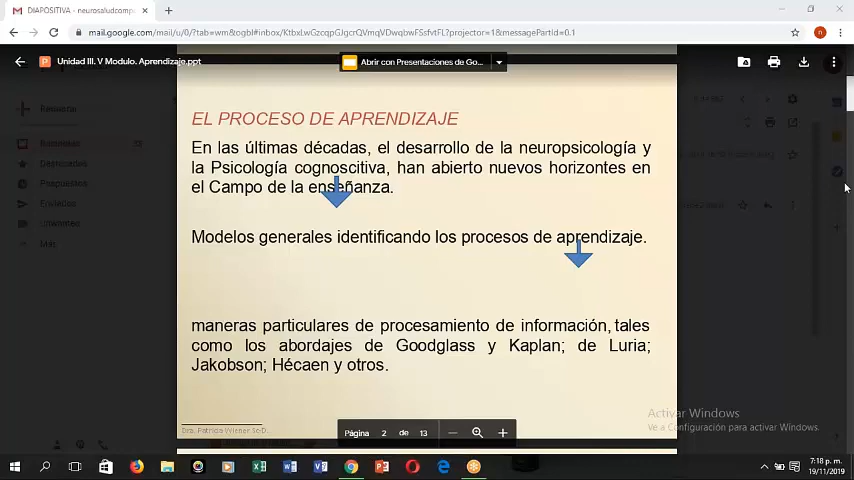 DIAPOSITIVA - neurosaludcomp
mail.google.com/mail/u/0/?tab=wm&ogbl#inbox/KtbxLwGzcqpGJgcrQVmqVDwqbwFSsfvtFL?projector=1&messagePartId=0.1
Unidad III. V Modulo. Aprendizaje.ppt
Abrir con Presentaciones de Go...
EL PROCESO DE APRENDIZAJE
En las últimas décadas, el desarrollo de la neuropsicología y
la Psicología cognoscitiva, han abierto nuevos horizontes en
el Campo de la enseñanza.
Modelos generales identificando los procesos de aprendizaje.
maneras particulares de procesamiento de información, tales
como los abordajes de Goodglass y Kaplan; de Luria;
Jakobson; Hécaen y otros.
Dra. Patricia Wiener Sc.D.
Página 2 de 13
Activar Windows
Ve a Configuración para activar Windows.
7:18 p. m.
19/11/2019